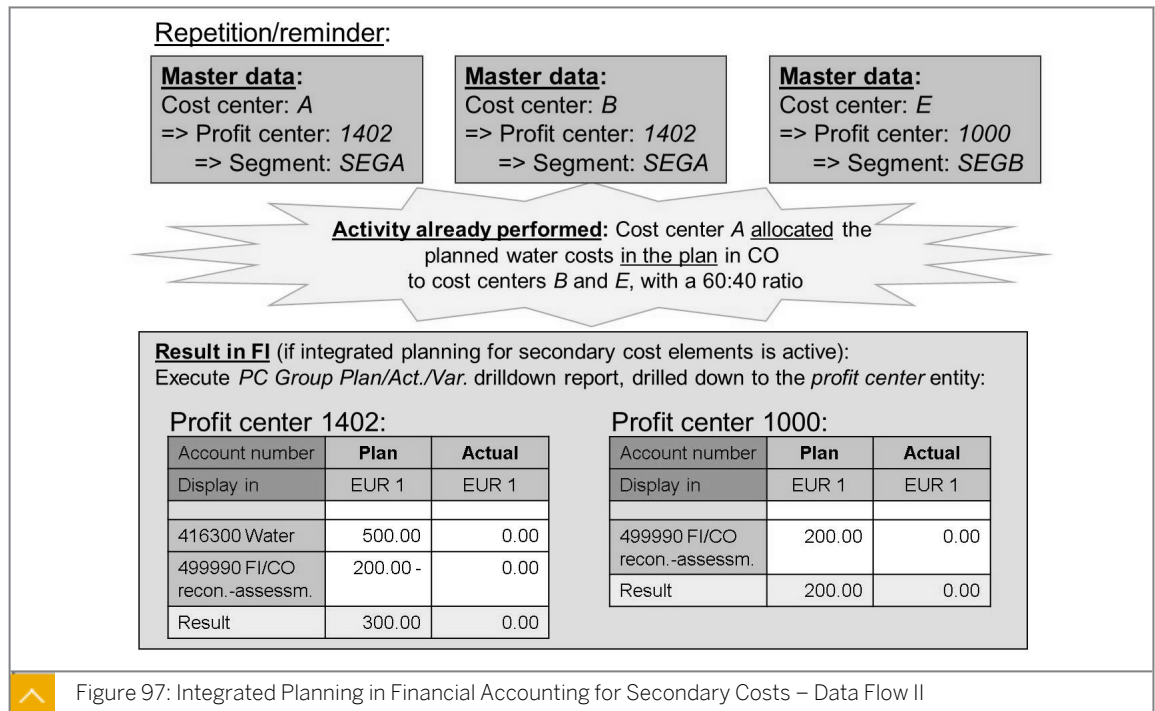 Repetition/reminder:
Master data:
Cost center: A
=> Profit center: 1402
=> Segment: SEGA
Master data:
Cost center: B
=> Profit center: 1402
=> Segment: SEGA
Master data:
Cost center: E
=> Profit center: 1000
=> Segment: SEGB
Activity already performed: Cost center A allocated the
planned water costs in the plan in CO
to cost centers B and E, with a 60:40 ratio
Result in FI (if integrated planning for secondary cost elements is active):
Execute PC Group Plan/Act./Var. drilldown report, drilled down to the profit center entity:
Profit center 1402:
Account number Plan Actual
Display in EUR 1 EUR 1
416300 Water 500.00 0.00
499990 FI/CO 200.00 - 0.00
recon.-assessm.
Result 300.00 0.00
Profit center 1000:
Account number Plan Actual
Display in EUR 1 EUR 1
499990 FI/CO 200.00 0.00
recon.-assessm.
Result 200.00 0.00
Figure 97: Integrated Planning in Financial Accounting for Secondary Costs – Data Flow II